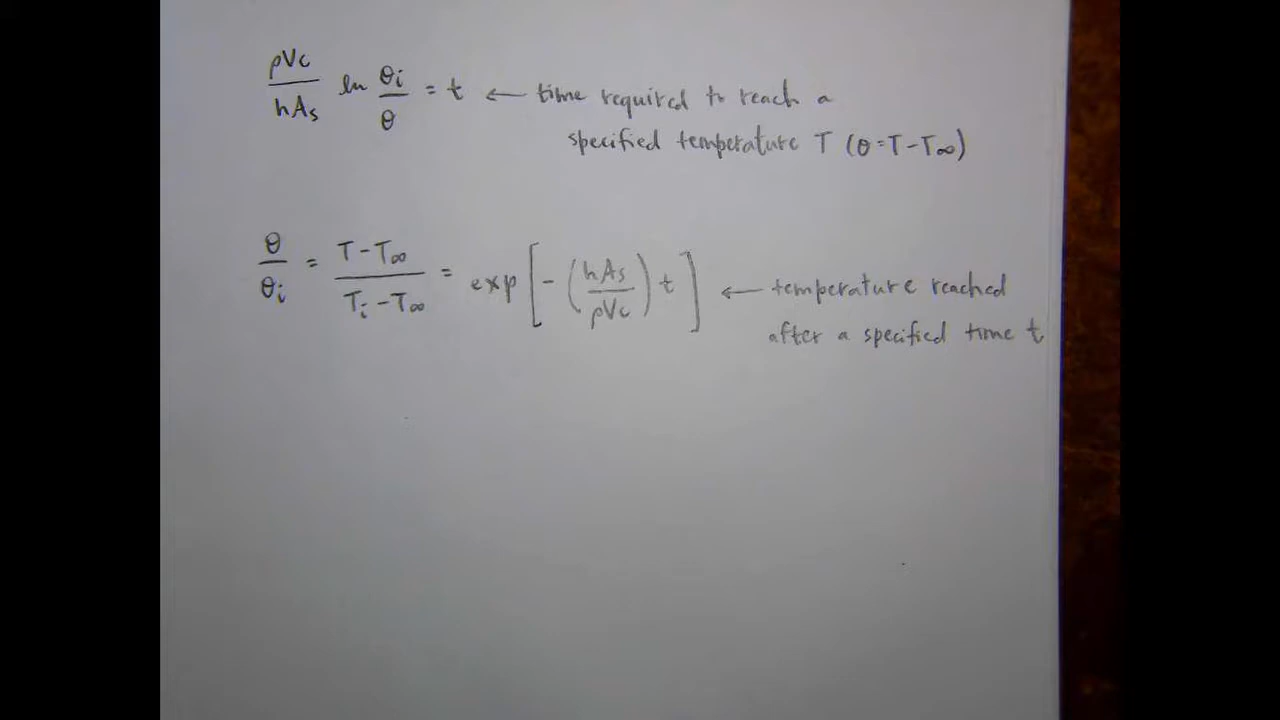 ρVc/hAs ln θi/θ = t ← time required to reach a
specified temperature T (θ=T-T∞)
θ/θi = T-T∞/Ti-T∞ = exp[-(hAs/ρVc)t] ← temperature reached
after a specified time t